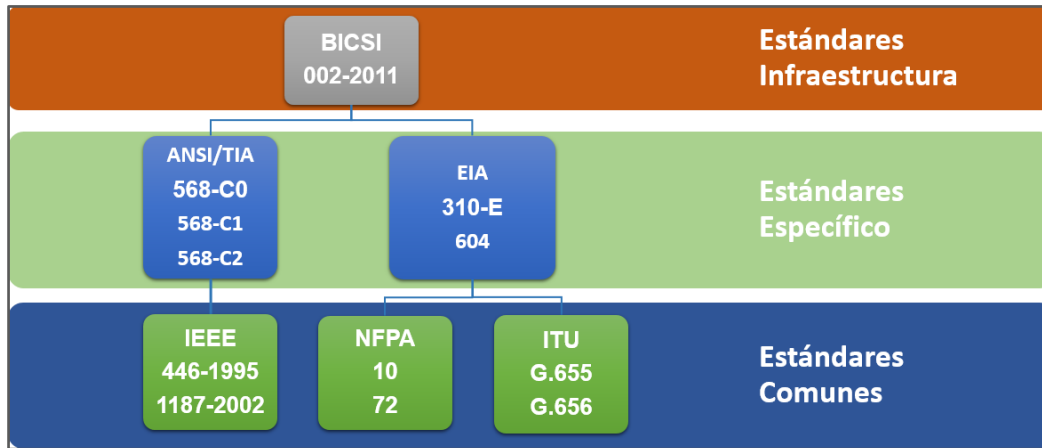 BICSI
002-2011
Estándares
Infraestructura
ANSI/TIA
568-C0
568-C1
568-C2
EIA
310-E
604
Estándares
Específico
IEEE
446-1995
1187-2002
NFPA
10
72
ITU
G.655
G.656
Estándares
Comunes